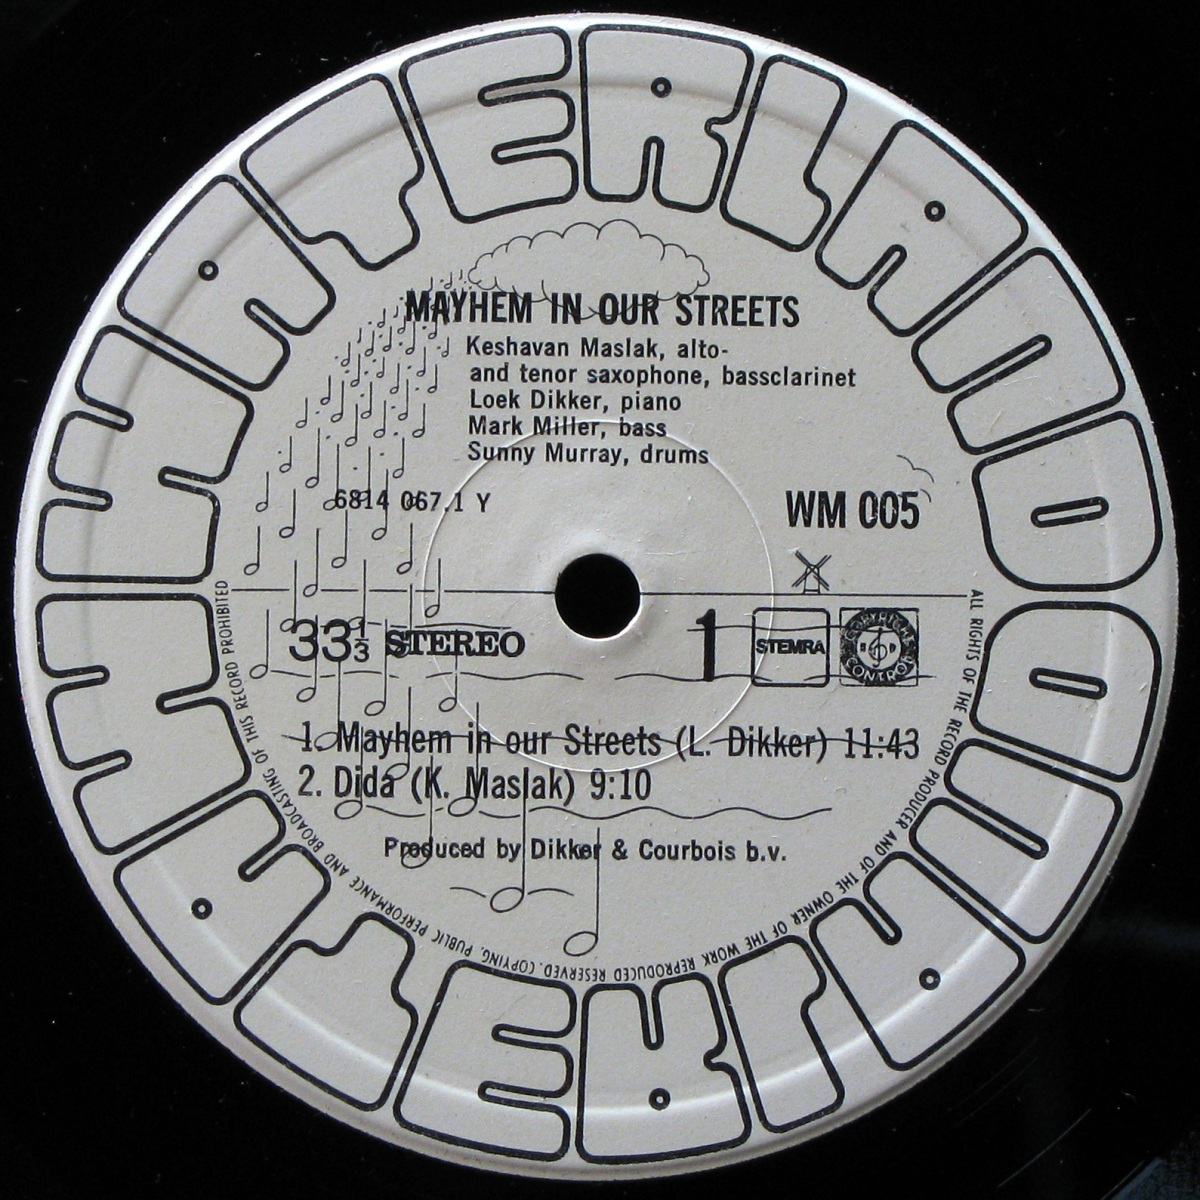 WATERLAND
MAYHEM IN OUR STREETS
Keshavan Maslak, alto-
and tenor saxophone, bassclarinet
Loek Dikker, piano
Mark Miller, bass
Sunny Murray, drums
6814 067.1 Y
WM 005
33⅓ STEREO
1
STEMRA
COPYRIGHT CONTROL
1. Mayhem in our Streets (L. Dikker) 11:43
2. Dida (K. Maslak) 9:10
Produced by Dikker & Courbois b.v.
ALL RIGHTS OF THE RECORD PRODUCER AND OF THE OWNER OF THE WORK REPRODUCED RESERVED. COPYING, PUBLIC PERFORMANCE AND BROADCASTING OF THIS RECORD PROHIBITED
WATERLAND